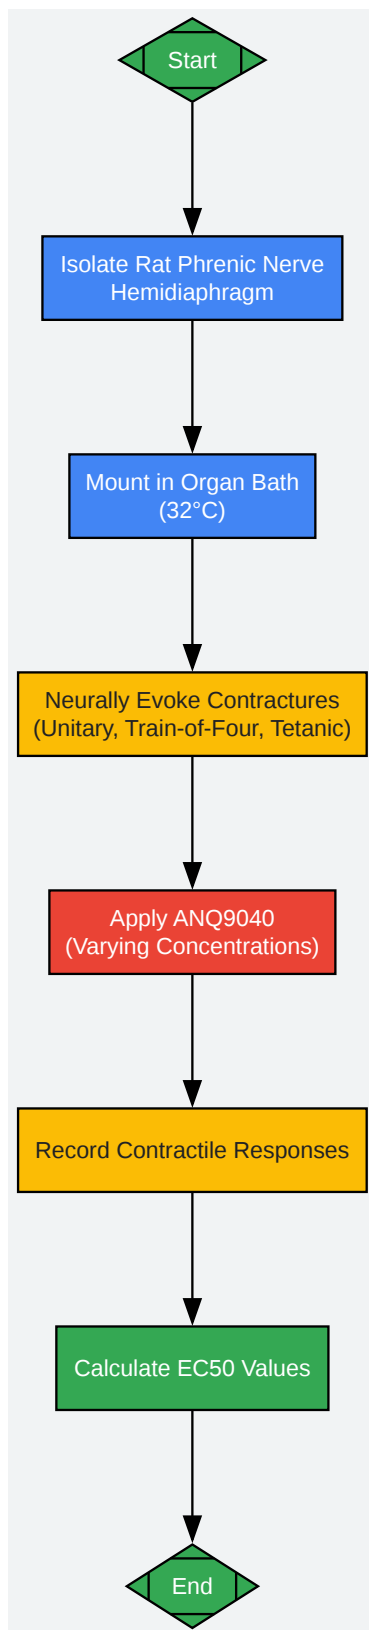 Start
Isolate Rat Phrenic Nerve
Hemidiaphragm
Mount in Organ Bath
(32°C)
Neurally Evoke Contractures
(Unitary, Train-of-Four, Tetanic)
Apply ANQ9040
(Varying Concentrations)
Record Contractile Responses
Calculate EC50 Values
End